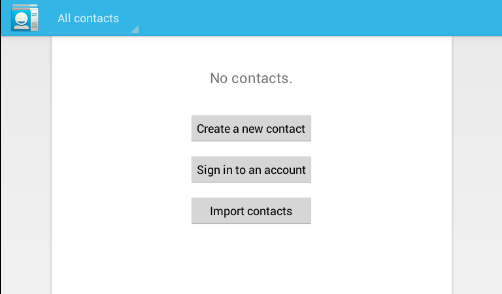 All contacts
No contacts.
Create a new contact
Sign in to an account
Import contacts